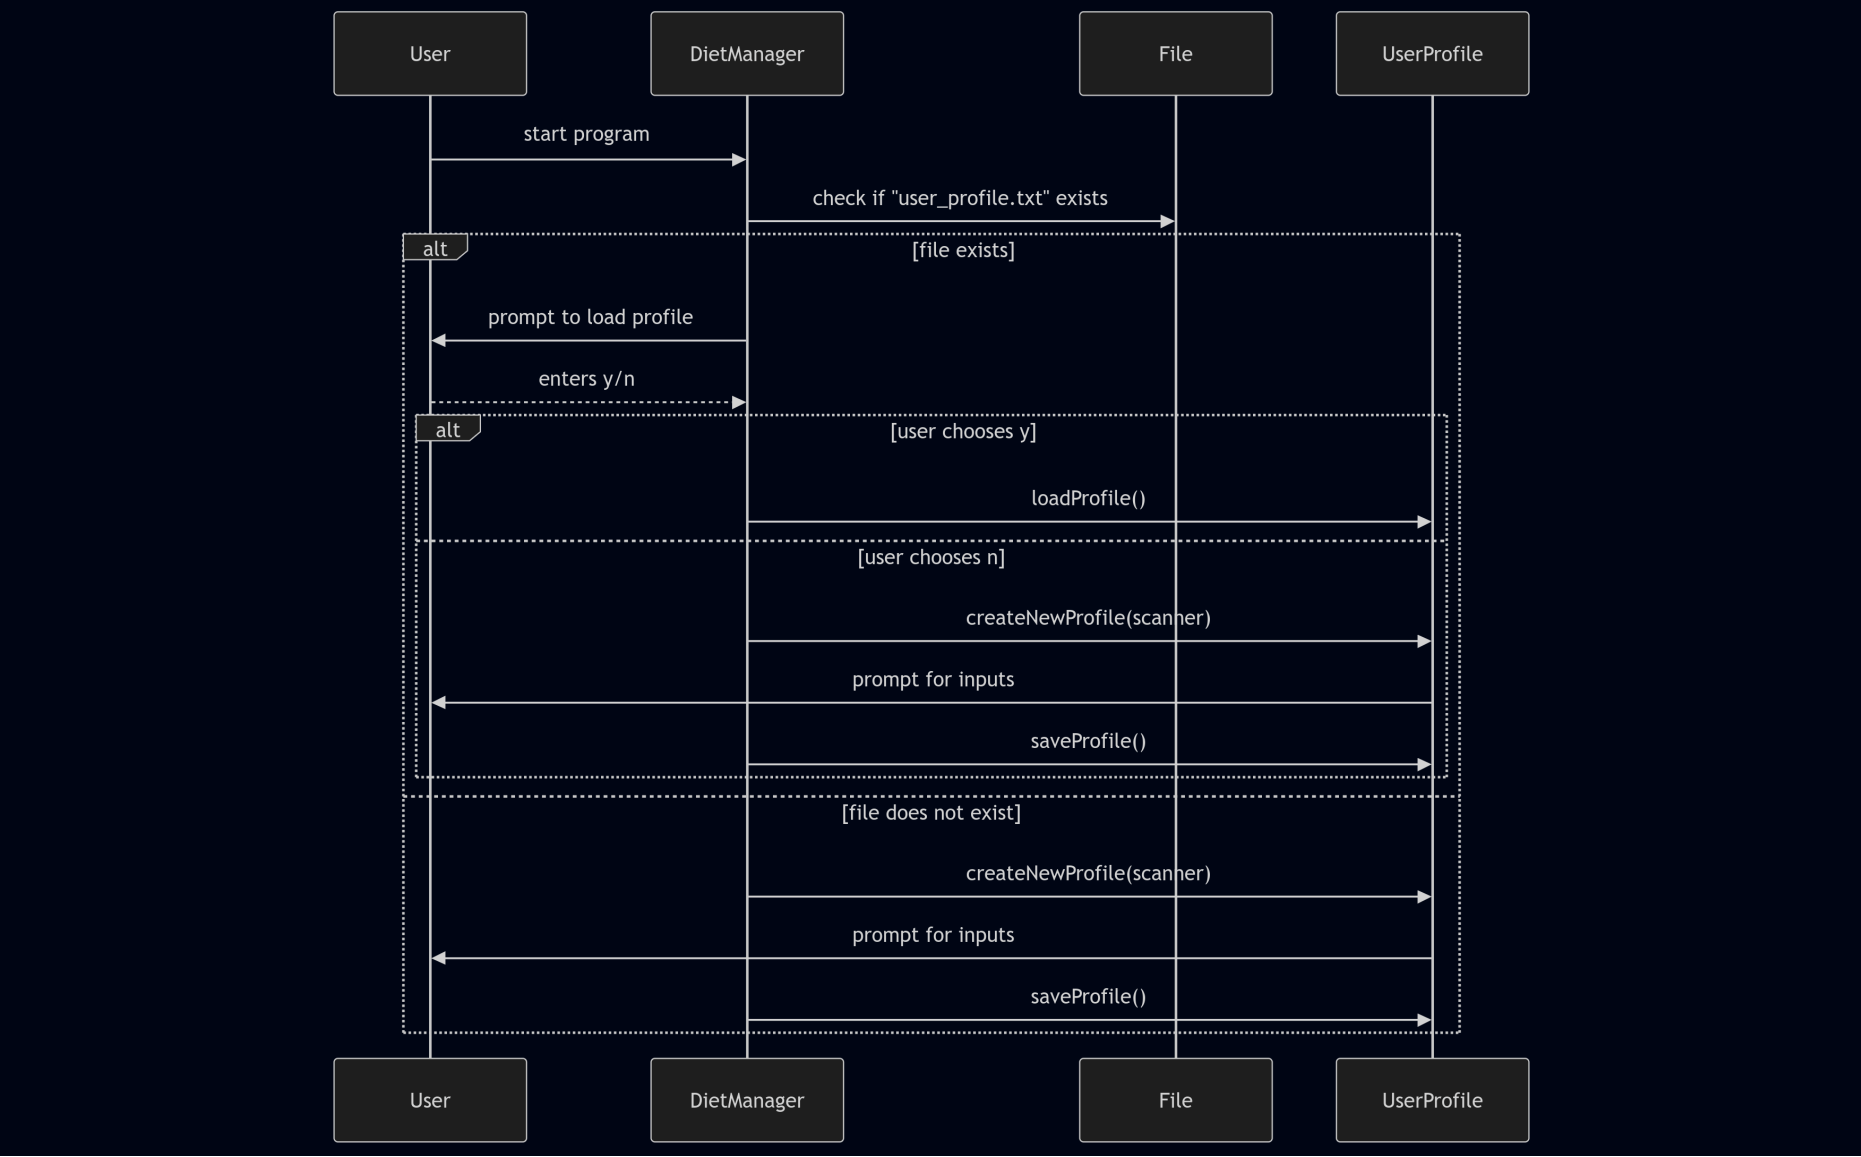 User
DietManager
File
UserProfile
start program
check if "user_profile.txt" exists
alt
[file exists]
prompt to load profile
enters y/n
alt
[user chooses y]
loadProfile()
[user chooses n]
createNewProfile(scanner)
prompt for inputs
saveProfile()
[file does not exist]
createNewProfile(scanner)
prompt for inputs
saveProfile()
User
DietManager
File
UserProfile